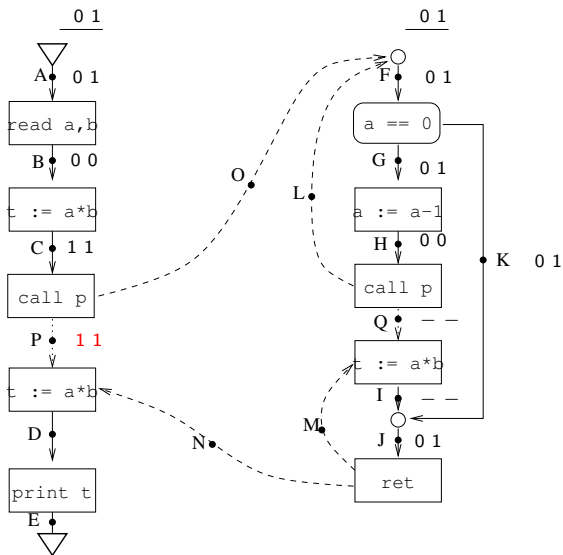 0 1
A 0 1
read a,b
B 0 0
t := a*b
C 1 1
call p
P 1 1
t := a*b
D
print t
E
O
L
N
M
0 1
F 0 1
a == 0
G 0 1
a := a-1
H 0 0
call p
Q – –
t := a*b
I – –
J 0 1
ret
K 0 1